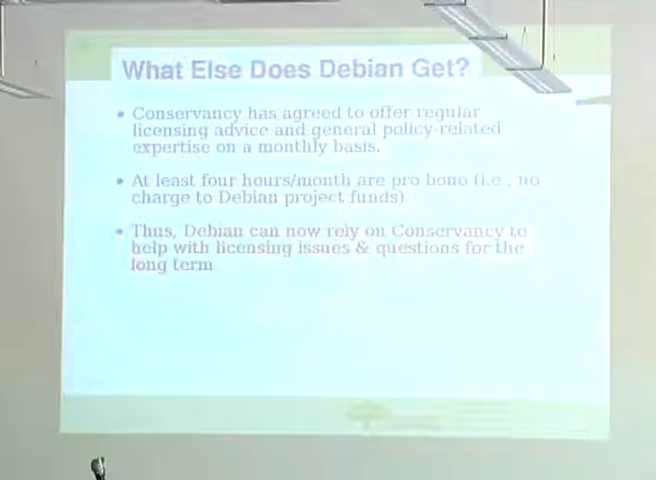 What Else Does Debian Get?
• Conservancy has agreed to offer regular
licensing advice and general policy-related
expertise on a monthly basis.
• At least four hours/month are pro bono (i.e., no
charge to Debian project funds)
• Thus, Debian can now rely on Conservancy to
help with licensing issues & questions for the
long term